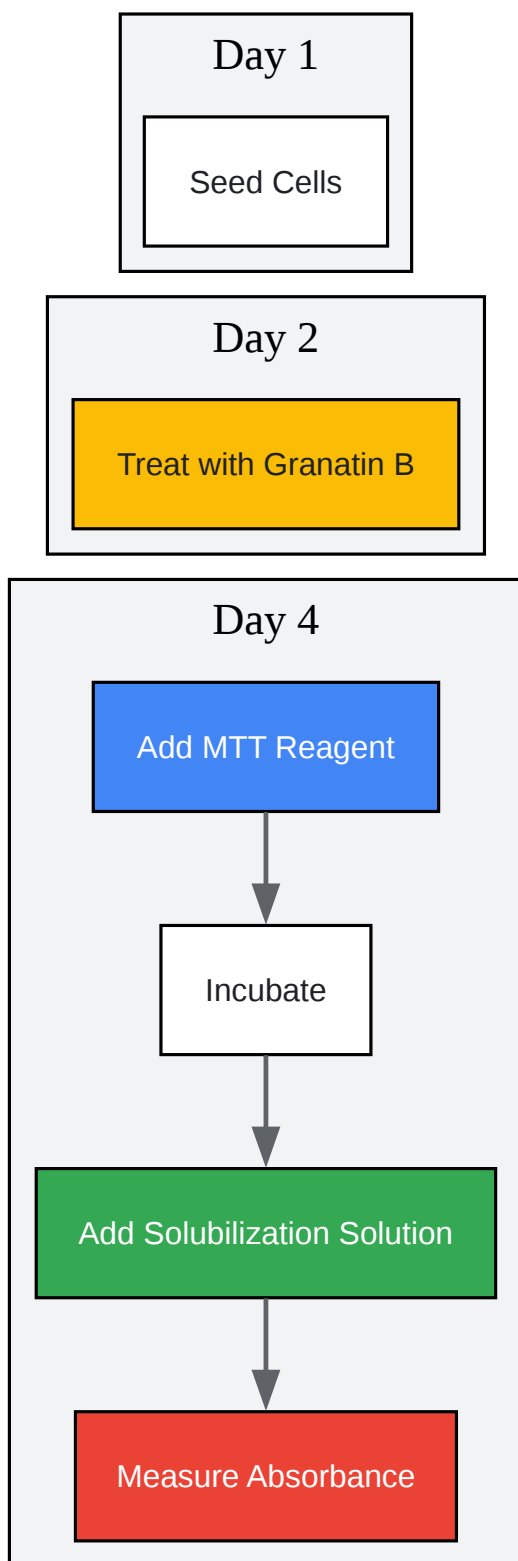 Day 1
Seed Cells
Day 2
Treat with Granatin B
Day 4
Add MTT Reagent
Incubate
Add Solubilization Solution
Measure Absorbance